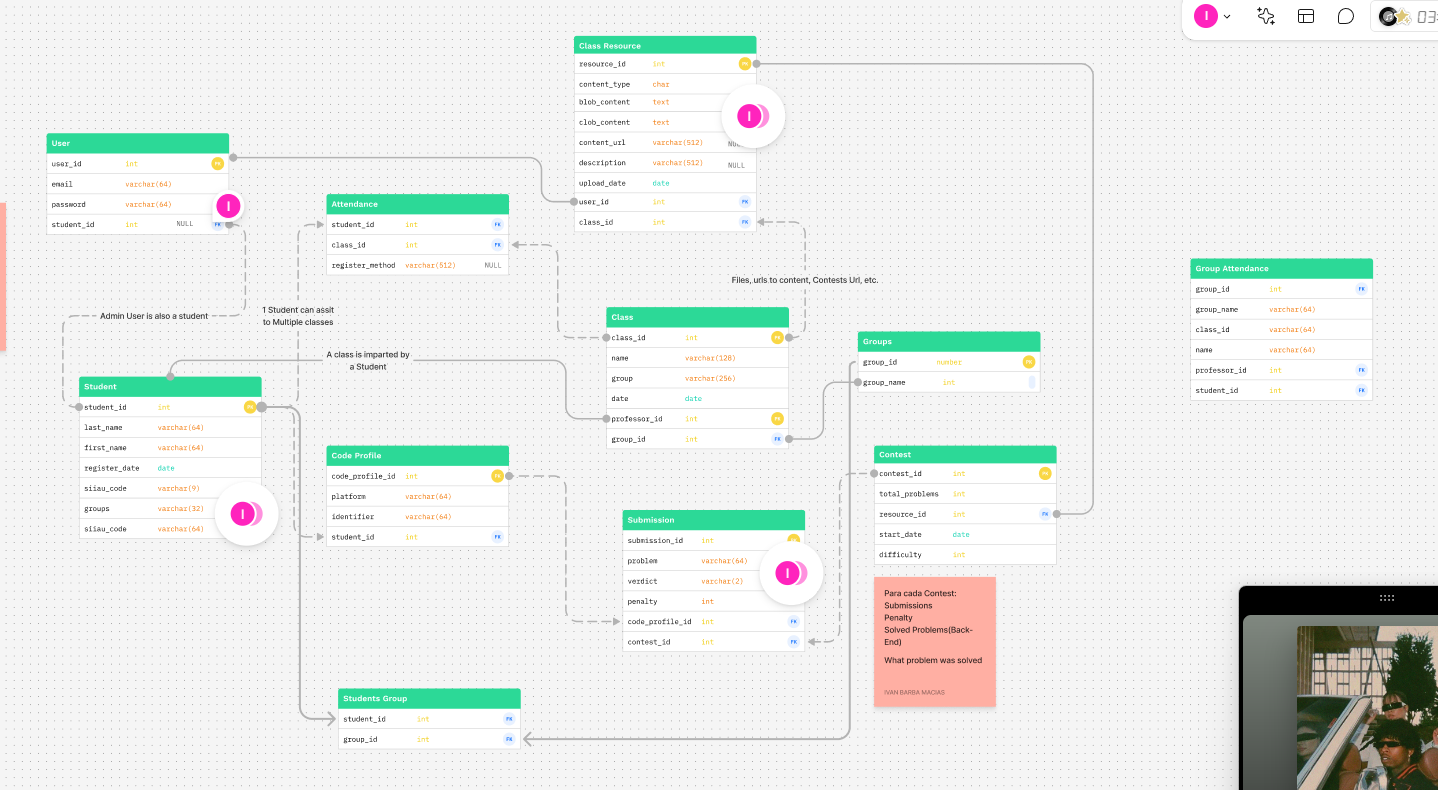 I
03:
Class Resource
resource_id int PK
content_type char
blob_content text
clob_content text
content_url varchar(512) NULL
description varchar(512) NULL
upload_date date
user_id int FK
class_id int FK
I
User
user_id int PK
email varchar(64)
password varchar(64)
student_id int NULL FK
I
Attendance
student_id int FK
class_id int FK
register_method varchar(512) NULL
Files, urls to content, Contests Url, etc.
Group Attendance
group_id int FK
group_name varchar(64)
class_id varchar(64)
name varchar(64)
professor_id int FK
student_id int FK
Admin User is also a student
1 Student can assit
to Multiple classes
Class
class_id int PK
name varchar(128)
group varchar(256)
date date
professor_id int PK
group_id int FK
Groups
group_id number PK
group_name int
A class is imparted by
a Student
Student
student_id int PK
last_name varchar(64)
first_name varchar(64)
register_date date
siiau_code varchar(9)
groups varchar(32)
siiau_code varchar(64)
I
Code Profile
code_profile_id int PK
platform varchar(64)
identifier varchar(64)
student_id int FK
Contest
contest_id int PK
total_problems int
resource_id int FK
start_date date
difficulty int
Submission
submission_id int PK
problem varchar(64)
verdict varchar(2)
penalty int
code_profile_id int FK
contest_id int FK
I
Para cada Contest:
Submissions
Penalty
Solved Problems(Back-
End)
What problem was solved
IVAN BARBA MACIAS
Students Group
student_id int FK
group_id int FK